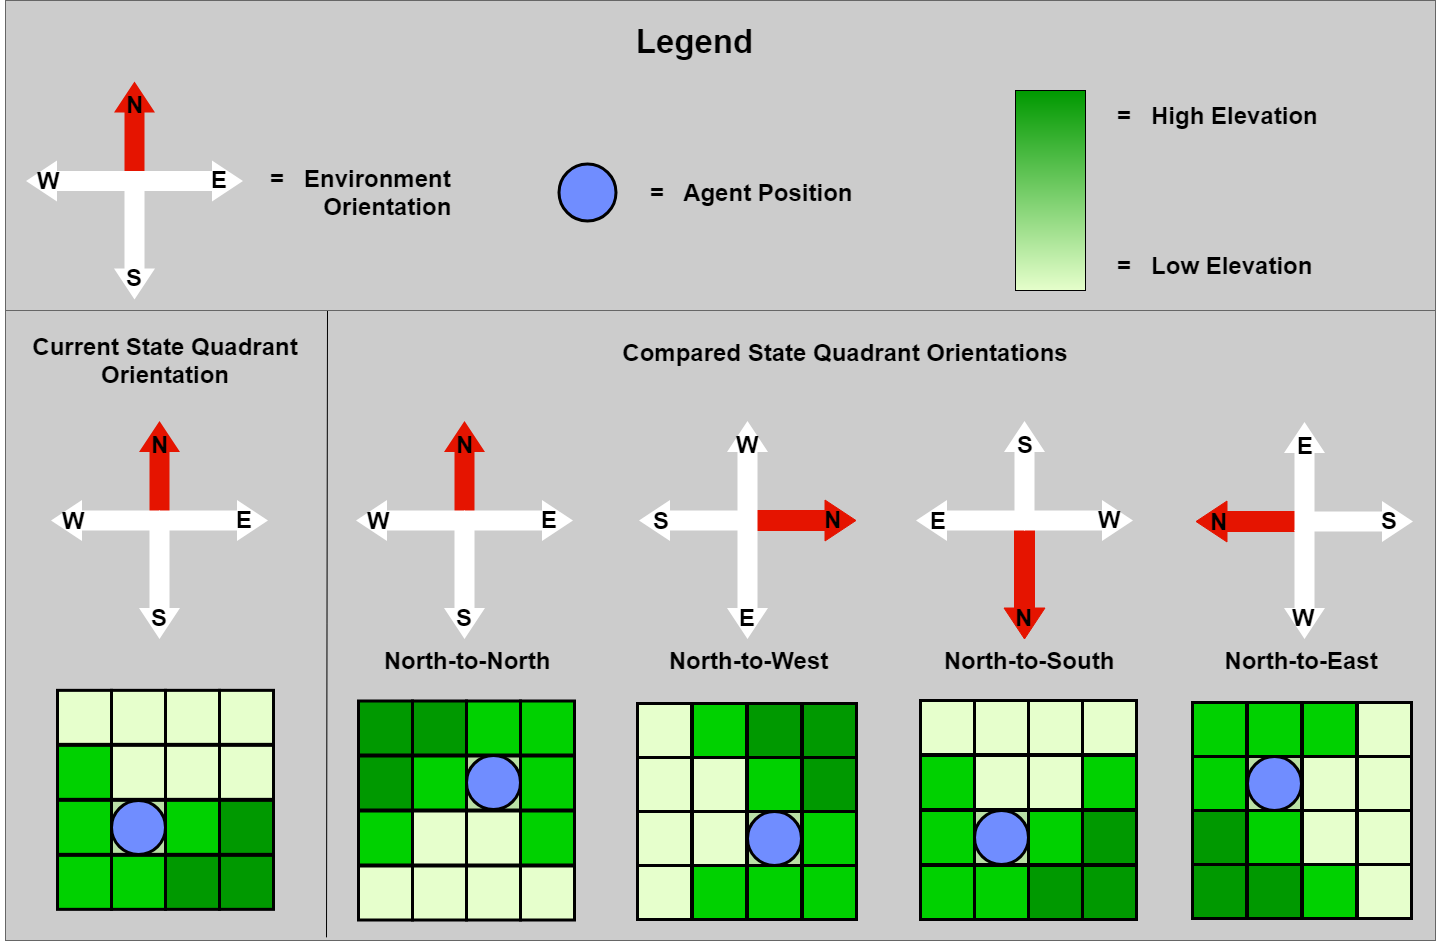 Legend
N
W
E
S
= Environment
Orientation
= Agent Position
= High Elevation
= Low Elevation
Current State Quadrant
Orientation
N
W
E
S
Compared State Quadrant Orientations
N
W
E
S
North-to-North
W
S
N
E
North-to-West
S
E
W
N
North-to-South
E
N
S
W
North-to-East